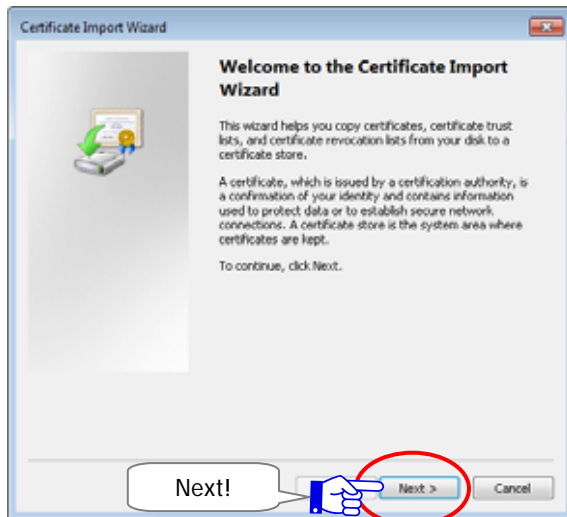 Certificate Import Wizard
Welcome to the Certificate Import
Wizard
This wizard helps you copy certificates, certificate trust
lists, and certificate revocation lists from your disk to a
certificate store.
A certificate, which is issued by a certification authority, is
a confirmation of your identity and contains information
used to protect data or to establish secure network
connections. A certificate store is the system area where
certificates are kept.
To continue, click Next.
Next!
Next >
Cancel